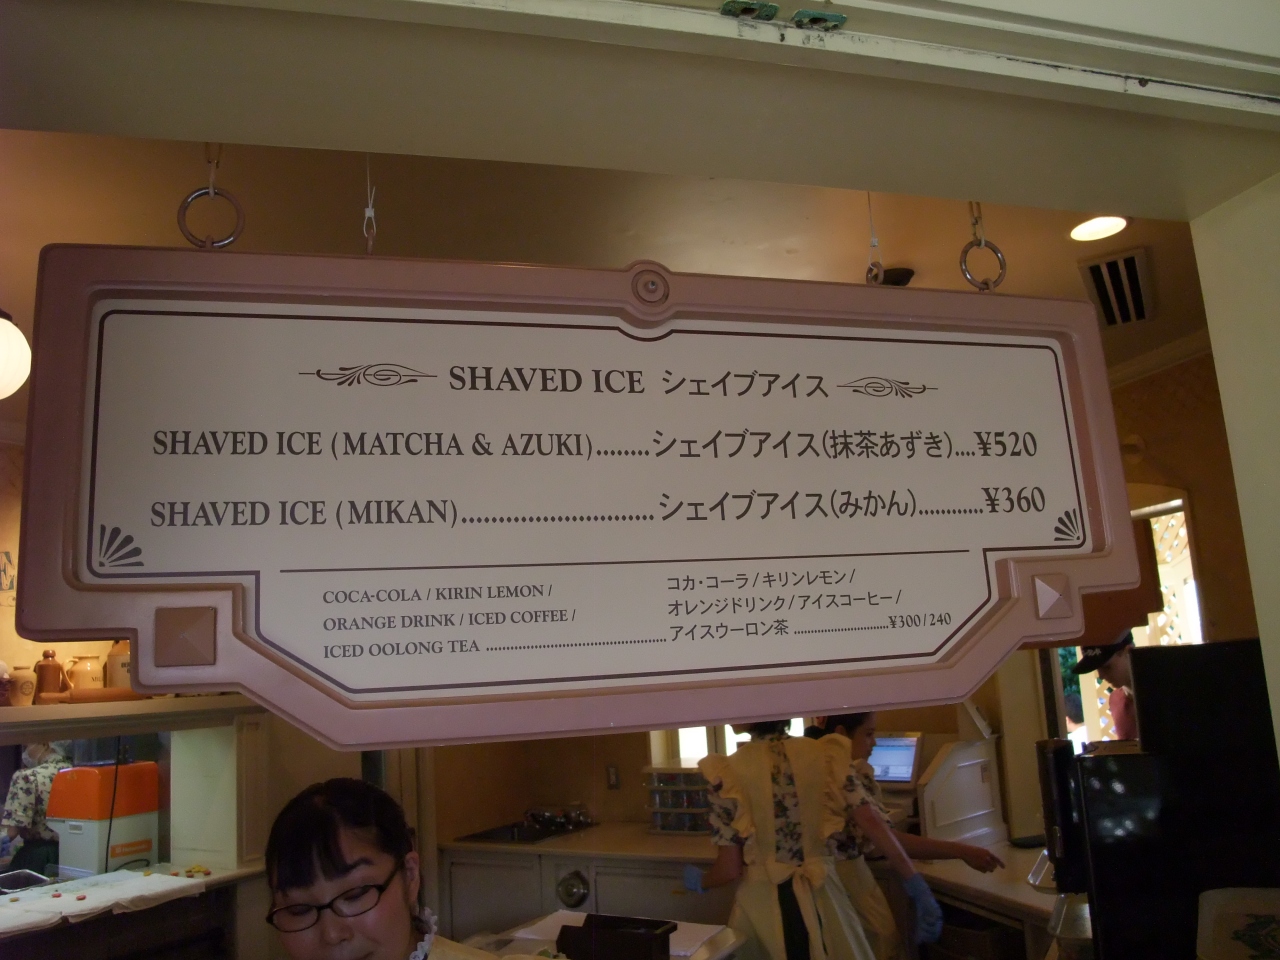 SHAVED ICE シェイブアイス
SHAVED ICE (MATCHA & AZUKI)........シェイブアイス(抹茶あずき)....¥520
SHAVED ICE (MIKAN)............................シェイブアイス(みかん)............¥360
COCA-COLA / KIRIN LEMON /
ORANGE DRINK / ICED COFFEE /
ICED OOLONG TEA
コカ・コーラ/キリンレモン/
オレンジドリンク/アイスコーヒー/
アイスウーロン茶 ..........................¥300/240